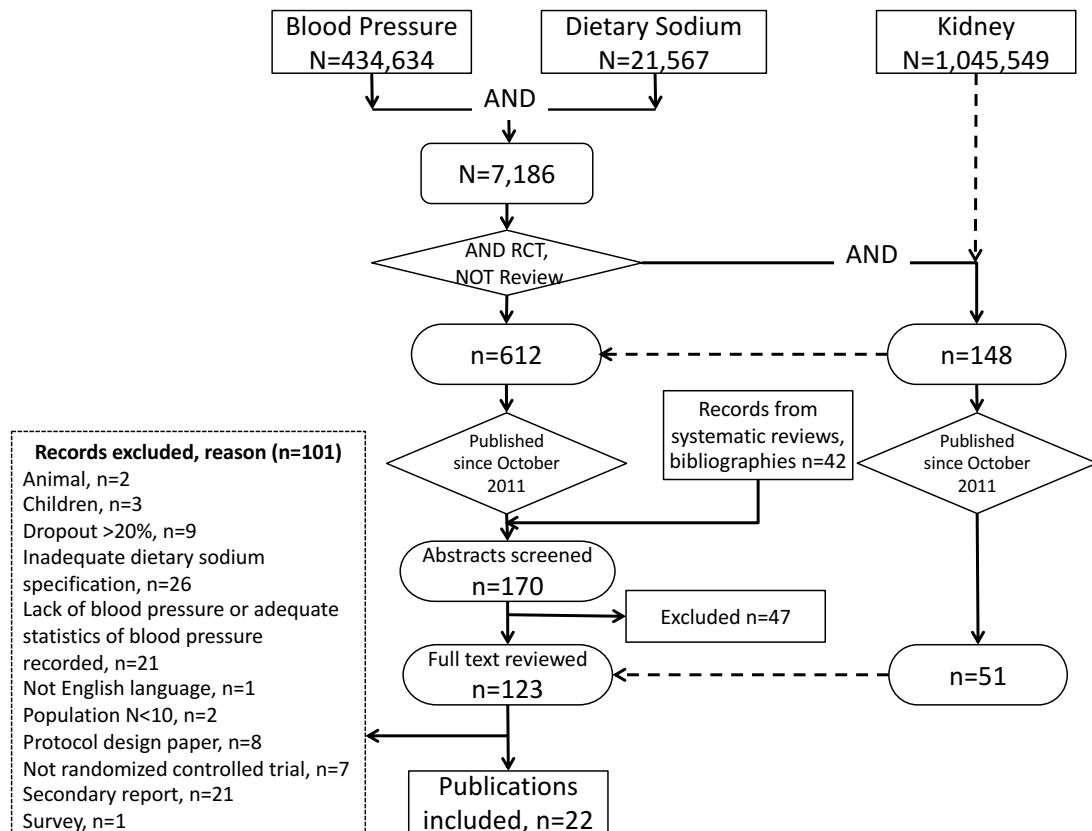 Blood Pressure
N=434,634
Dietary Sodium
N=21,567
Kidney
N=1,045,549
AND
N=7,186
AND RCT,
NOT Review
AND
n=612
n=148
Records from
systematic reviews,
bibliographies n=42
Published
since October
2011
Published
since October
2011
Abstracts screened
n=170
Excluded n=47
Full text reviewed
n=123
n=51
Records excluded, reason (n=101)
Animal, n=2
Children, n=3
Dropout >20%, n=9
Inadequate dietary sodium
specification, n=26
Lack of blood pressure or adequate
statistics of blood pressure
recorded, n=21
Not English language, n=1
Population N<10, n=2
Protocol design paper, n=8
Not randomized controlled trial, n=7
Secondary report, n=21
Survey, n=1
Publications
included, n=22